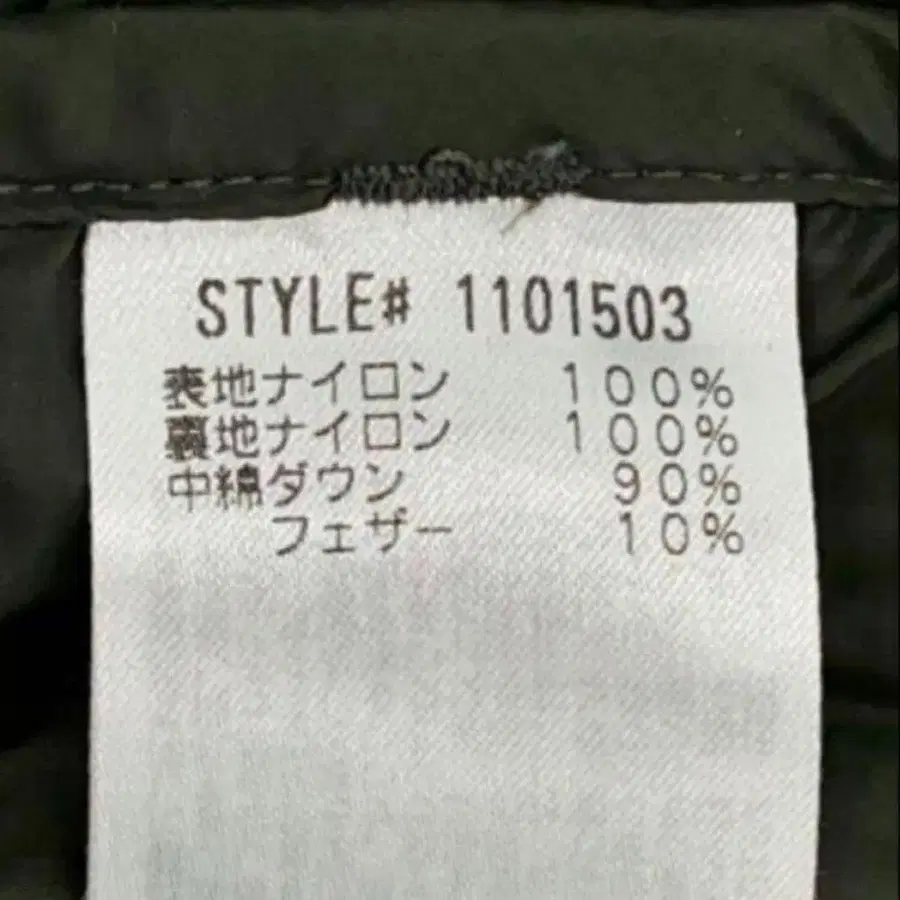 STYLE# 1101503
表地ナイロン 100%
裏地ナイロン 100%
中綿ダウン 90%
フェザー 10%